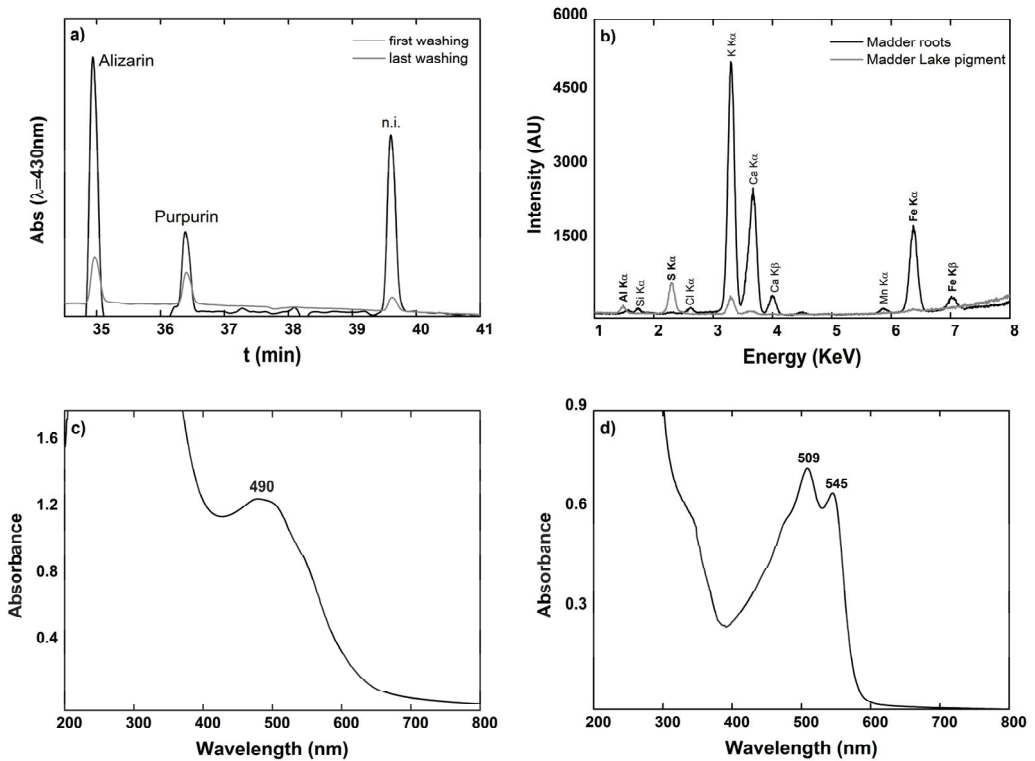 a)
first washing
last washing
Alizarin
Purpurin
n.i.
Abs (λ=430nm)
35 36 37 38 39 40 41
t (min)
b)
Madder roots
Madder Lake pigment
6000
4500
3000
1500
Intensity (AU)
Al Kα
Si Kα
S Kα
Cl Kα
K Kα
Ca Kα
Ca Kβ
Mn Kα
Fe Kα
Fe Kβ
1 2 3 4 5 6 7 8
Energy (KeV)
c)
490
1.6
1.2
0.8
0.4
Absorbance
200 300 400 500 600 700 800
Wavelength (nm)
d)
509
545
0.9
0.6
0.3
Absorbance
200 300 400 500 600 700 800
Wavelength (nm)